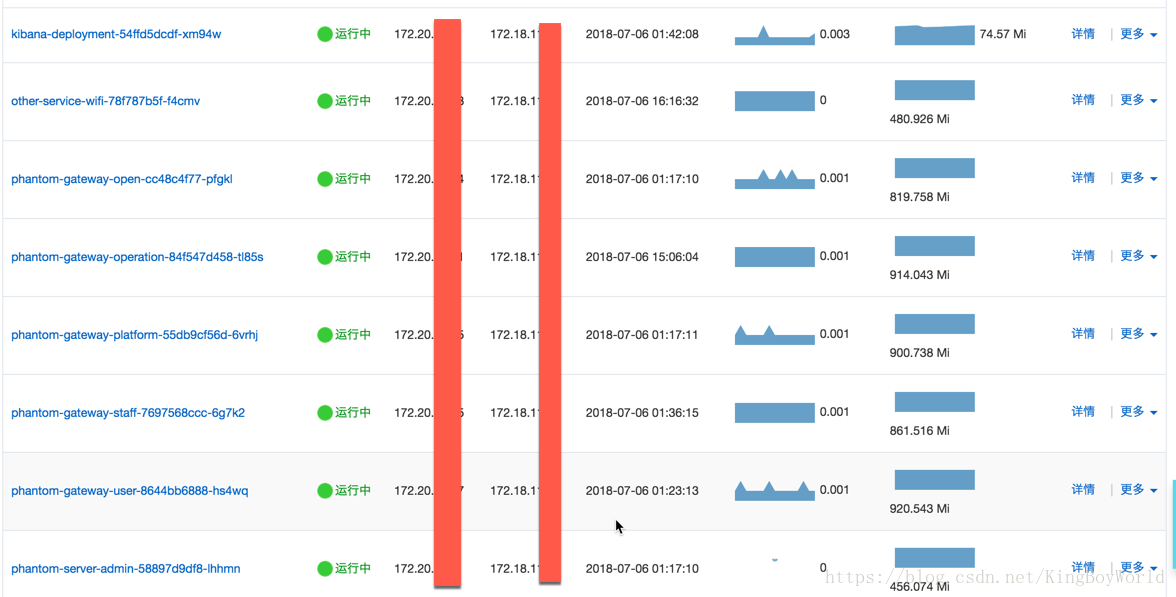 kibana-deployment-54ffd5dcdf-xm94w 运行中 172.20. 172.18.1 2018-07-06 01:42:08 0.003 74.57 Mi 详情 | 更多
other-service-wifi-78f787b5f-f4cmv 运行中 172.20. 172.18.1 2018-07-06 16:16:32 0 480.926 Mi 详情 | 更多
phantom-gateway-open-cc48c4f77-pfgkl 运行中 172.20. 172.18.1 2018-07-06 01:17:10 0.001 819.758 Mi 详情 | 更多
phantom-gateway-operation-84f547d458-tl85s 运行中 172.20. 172.18.1 2018-07-06 15:06:04 0.001 914.043 Mi 详情 | 更多
phantom-gateway-platform-55db9cf56d-6vrhj 运行中 172.20. 172.18.1 2018-07-06 01:17:11 0.001 900.738 Mi 详情 | 更多
phantom-gateway-staff-7697568ccc-6g7k2 运行中 172.20. 172.18.1 2018-07-06 01:36:15 0.001 861.516 Mi 详情 | 更多
phantom-gateway-user-8644bb6888-hs4wq 运行中 172.20. 172.18.1 2018-07-06 01:23:13 0.001 920.543 Mi 详情 | 更多
phantom-server-admin-58897d9df8-lhhmn 运行中 172.20. 172.18.1 2018-07-06 01:17:10 0 456.074 Mi 详情 | 更多
https://blog.csdn.net/KingBoyWorld